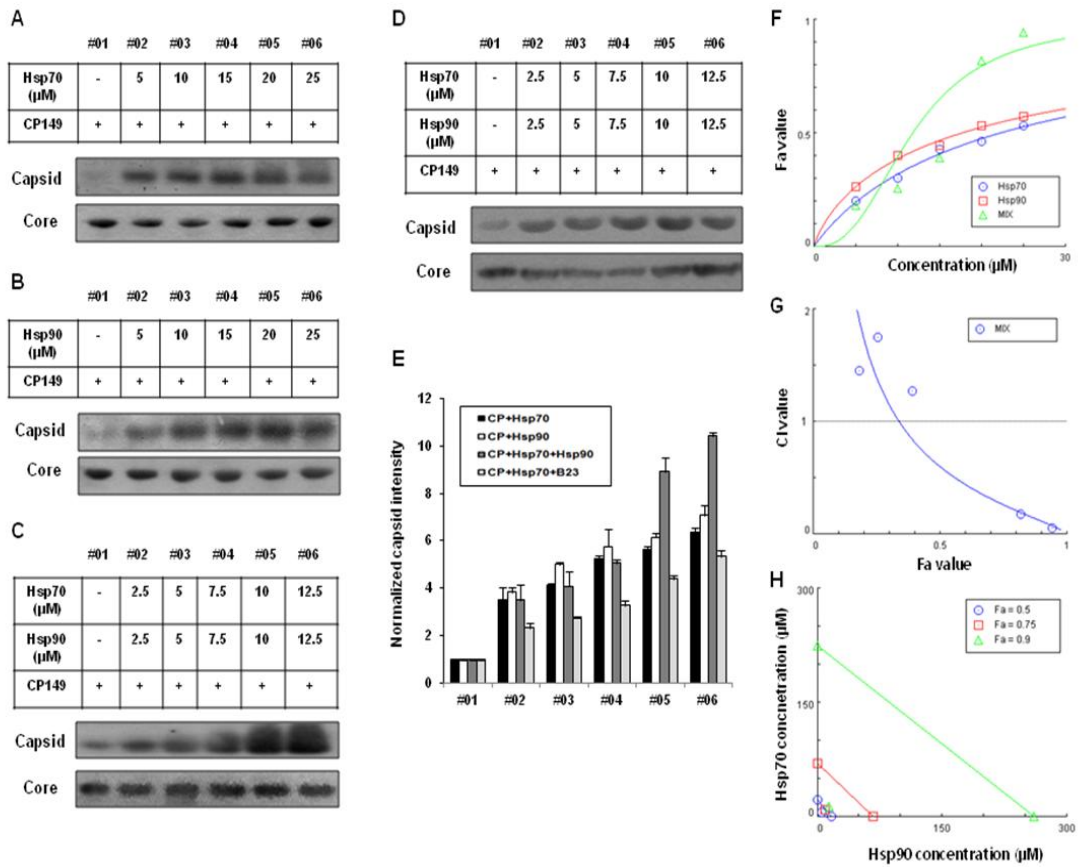 A
#01 #02 #03 #04 #05 #06
Hsp70 (µM) - 5 10 15 20 25
CP149 + + + + + +
Capsid
Core
B
#01 #02 #03 #04 #05 #06
Hsp90 (µM) - 5 10 15 20 25
CP149 + + + + + +
Capsid
Core
C
#01 #02 #03 #04 #05 #06
Hsp70 (µM) - 2.5 5 7.5 10 12.5
Hsp90 (µM) - 2.5 5 7.5 10 12.5
CP149 + + + + + +
Capsid
Core
D
#01 #02 #03 #04 #05 #06
Hsp70 (µM) - 2.5 5 7.5 10 12.5
Hsp90 (µM) - 2.5 5 7.5 10 12.5
CP149 + + + + + +
Capsid
Core
E
Normalized capsid intensity
12
10
8
6
4
2
0
CP+Hsp70
CP+Hsp90
CP+Hsp70+Hsp90
CP+Hsp70+B23
#01 #02 #03 #04 #05 #06
F
Fa value
1
0.5
0
Hsp70
Hsp90
MIX
0 30
Concentration (µM)
G
CI value
2
1
0
MIX
0 0.5 1
Fa value
H
Hsp70 concnetration (µM)
300
150
0
Fa = 0.5
Fa = 0.75
Fa = 0.9
0 150 300
Hsp90 concentration (µM)